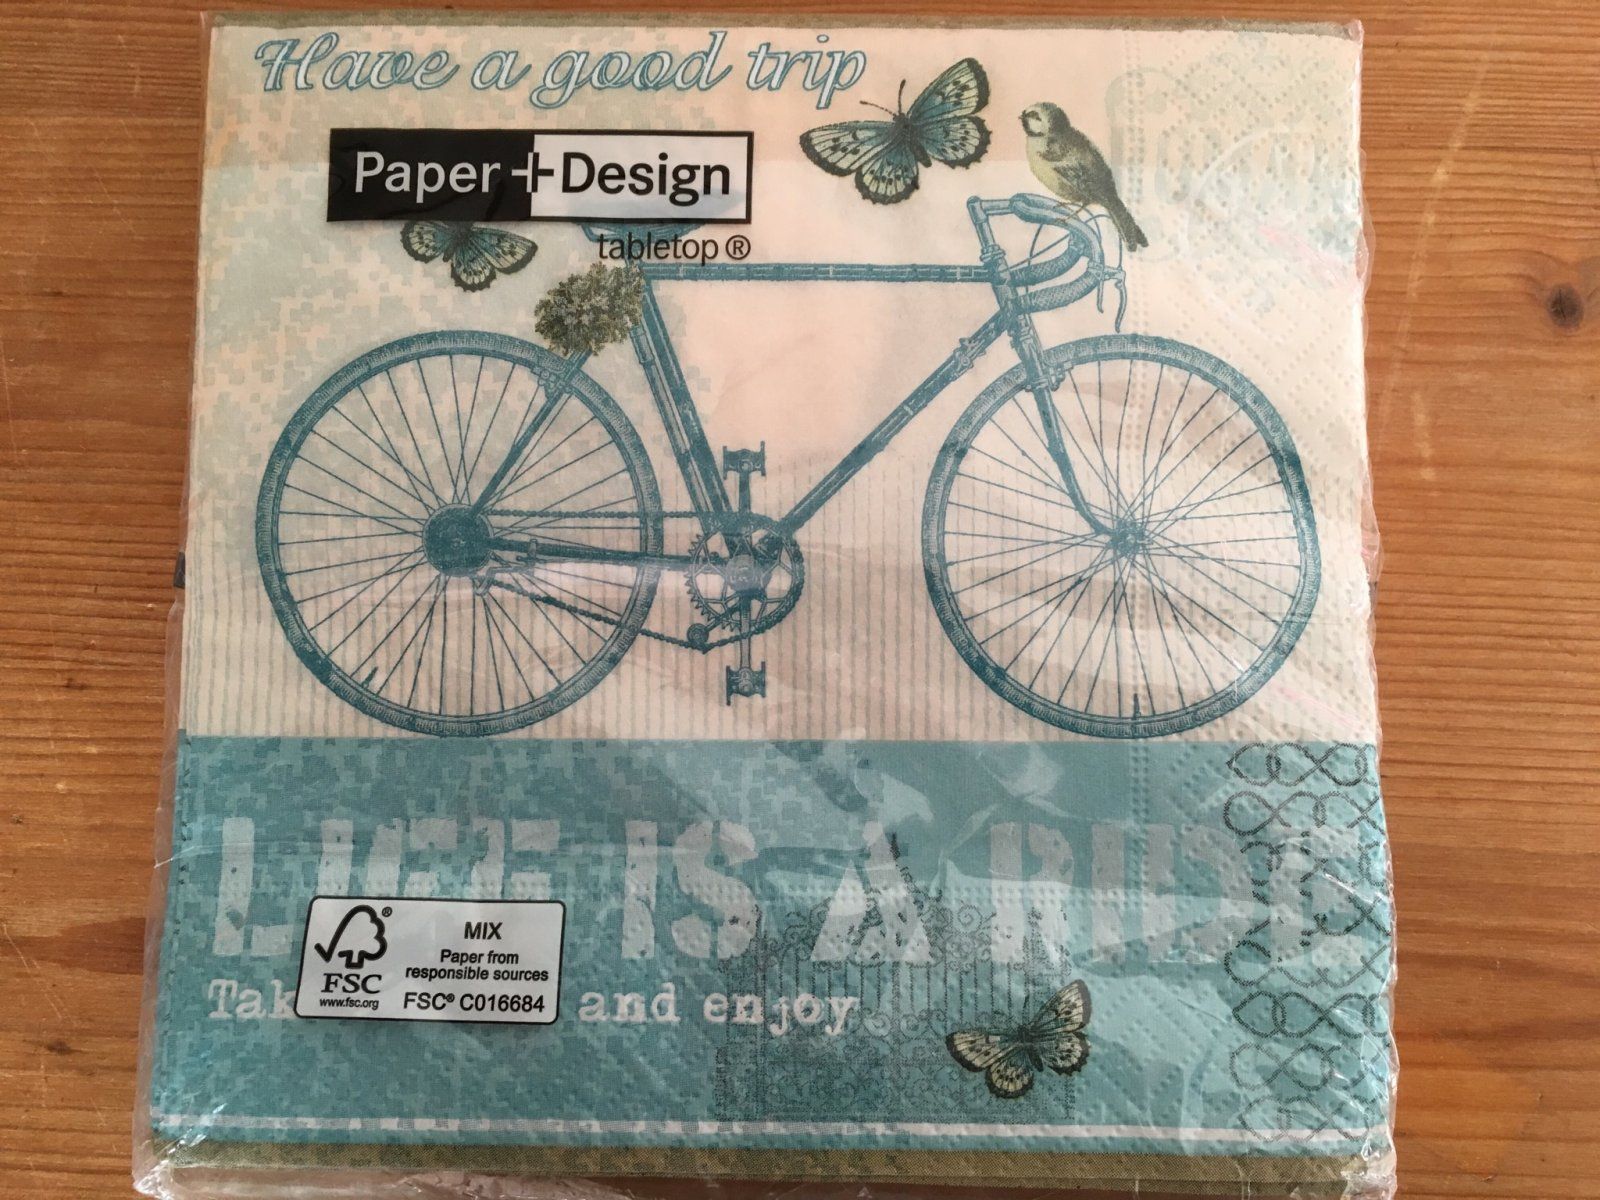 Have a good trip
Paper+Design
tabletop ®
LIFE IS A RIDE
and enjoy
FSC ®
www.fsc.org
MIX
Paper from
responsible sources
FSC® C016684